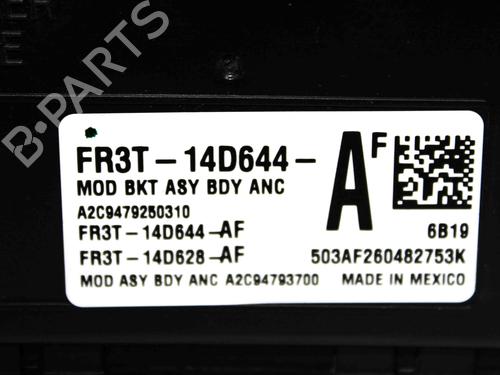 B-PARTS
FR3T-14D644- AF
MOD BKT ASY BDY ANC
A2C9479250310
FR3T-14D644-AF
6B19
FR3T-14D628-AF
503AF260482753K
MOD ASY BDY ANC A2C94793700
MADE IN MEXICO